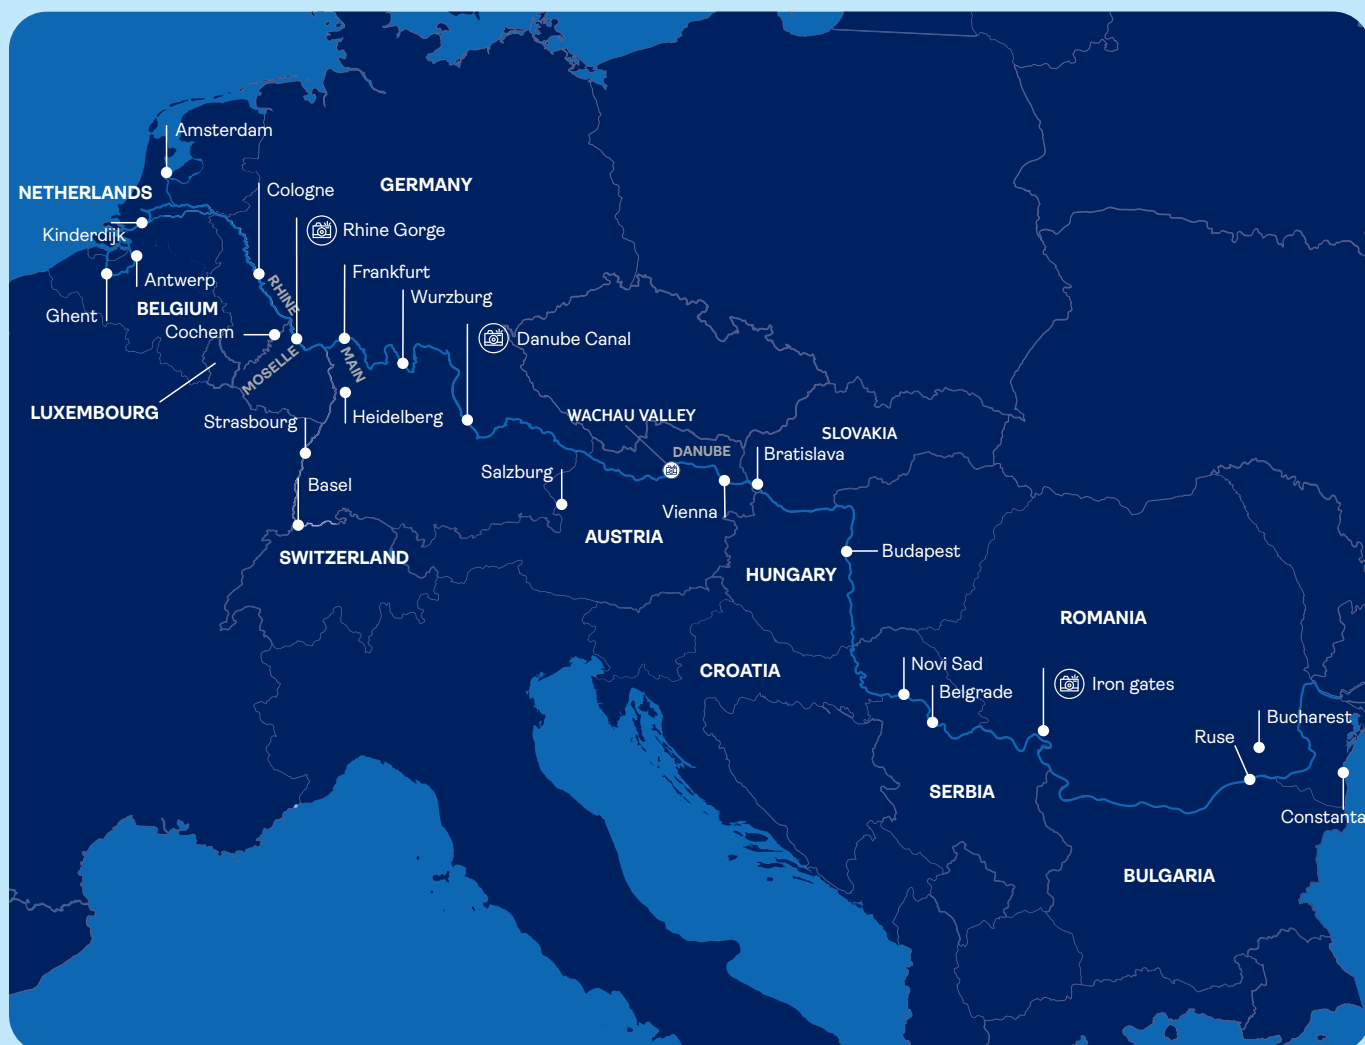 Amsterdam
NETHERLANDS
Cologne
GERMANY
Kinderdijk
Rhine Gorge
Antwerp
Frankfurt
RHINE
Wurzburg
Ghent
BELGIUM
Cochem
Danube Canal
MOSELLE
MAIN
LUXEMBOURG
Strasbourg
Heidelberg
WACHAU VALLEY
SLOVAKIA
DANUBE
Bratislava
Salzburg
Basel
Vienna
AUSTRIA
SWITZERLAND
Budapest
HUNGARY
ROMANIA
CROATIA
Novi Sad
Belgrade
Iron gates
Bucharest
Ruse
SERBIA
Constanta
BULGARIA